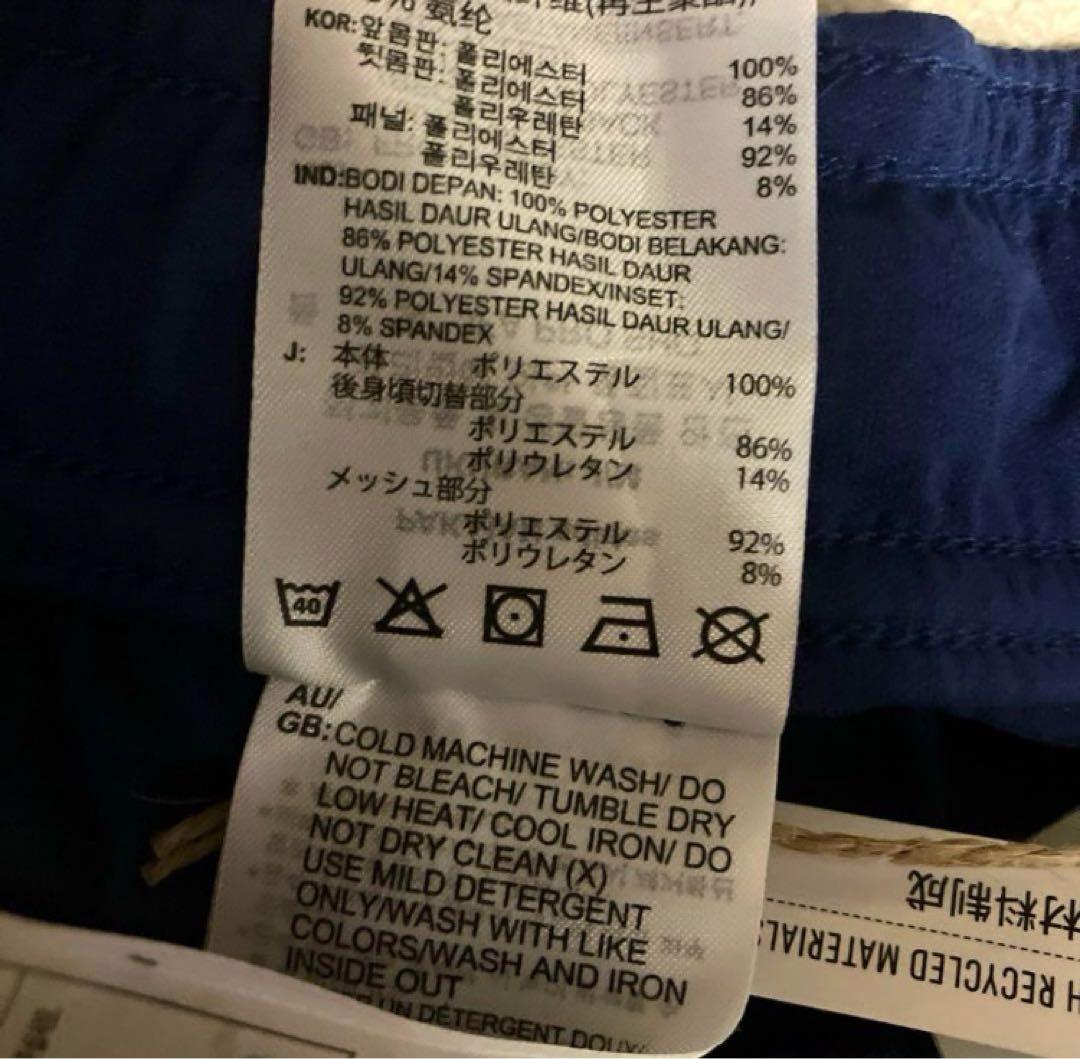 % 氨纶
KOR: 앞몸판: 폴리에스터 100%
뒷몸판: 폴리에스터 86%
폴리우레탄 14%
패널: 폴리에스터 92%
폴리우레탄 8%
IND: BODI DEPAN: 100% POLYESTER
HASIL DAUR ULANG/BODI BELAKANG:
86% POLYESTER HASIL DAUR
ULANG/14% SPANDEX/INSET:
92% POLYESTER HASIL DAUR ULANG/
8% SPANDEX
J: 本体 ポリエステル 100%
後身頃切替部分
ポリエステル 86%
ポリウレタン 14%
メッシュ部分
ポリエステル 92%
ポリウレタン 8%
40
AU/
GB: COLD MACHINE WASH/ DO
NOT BLEACH/ TUMBLE DRY
LOW HEAT/ COOL IRON/ DO
NOT DRY CLEAN (X)
USE MILD DETERGENT
ONLY/WASH WITH LIKE
COLORS/WASH AND IRON
INSIDE OUT
UN DÉTERGENT DOUX/
材料制成
H RECYCLED MATERIALS